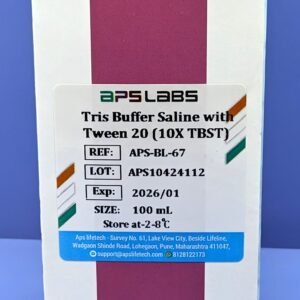 APS LABS
Tris Buffer Saline with
Tween 20 (10X TBST)
REF: APS-BL-67
LOT: APS10424112
Exp: 2026/01
SIZE: 100 mL
Store at-2-8℃
Aps lifetech - Survey No. 61, Lake View City, Beside Lifeline,
Wadgaon Shinde Road, Lohegaon, Pune, Maharashtra 411047,
support@apslifetech.com 8128122173